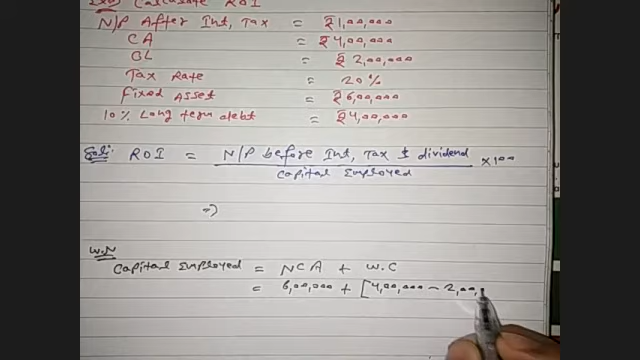 Calculate ROI
N/P After Int, Tax = ₹1,00,000
CA = ₹4,00,000
CL = ₹2,00,000
Tax Rate = 20%
Fixed Asset = ₹6,00,000
10% Long term debt = ₹4,00,000
Sol: ROI = N/P before Int, Tax & dividend × 100
Capital Employed
⇒
W.N
Capital Employed = NCA + W.C
= 6,00,000 + [4,00,000 - 2,00,0